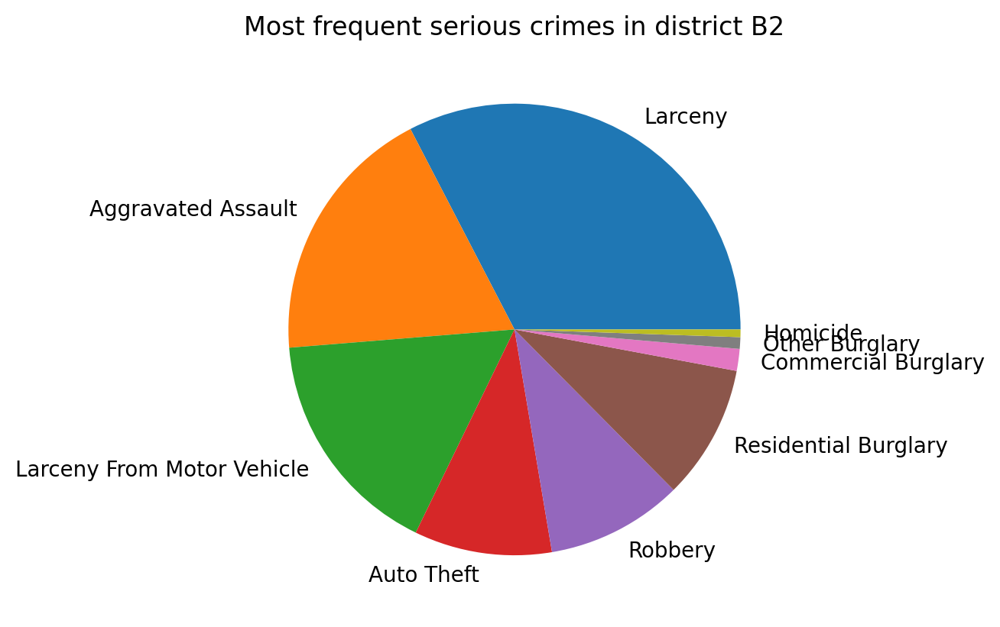 Most frequent serious crimes in district B2
Larceny
Aggravated Assault
Larceny From Motor Vehicle
Auto Theft
Robbery
Residential Burglary
Commercial Burglary
Other Burglary
Homicide